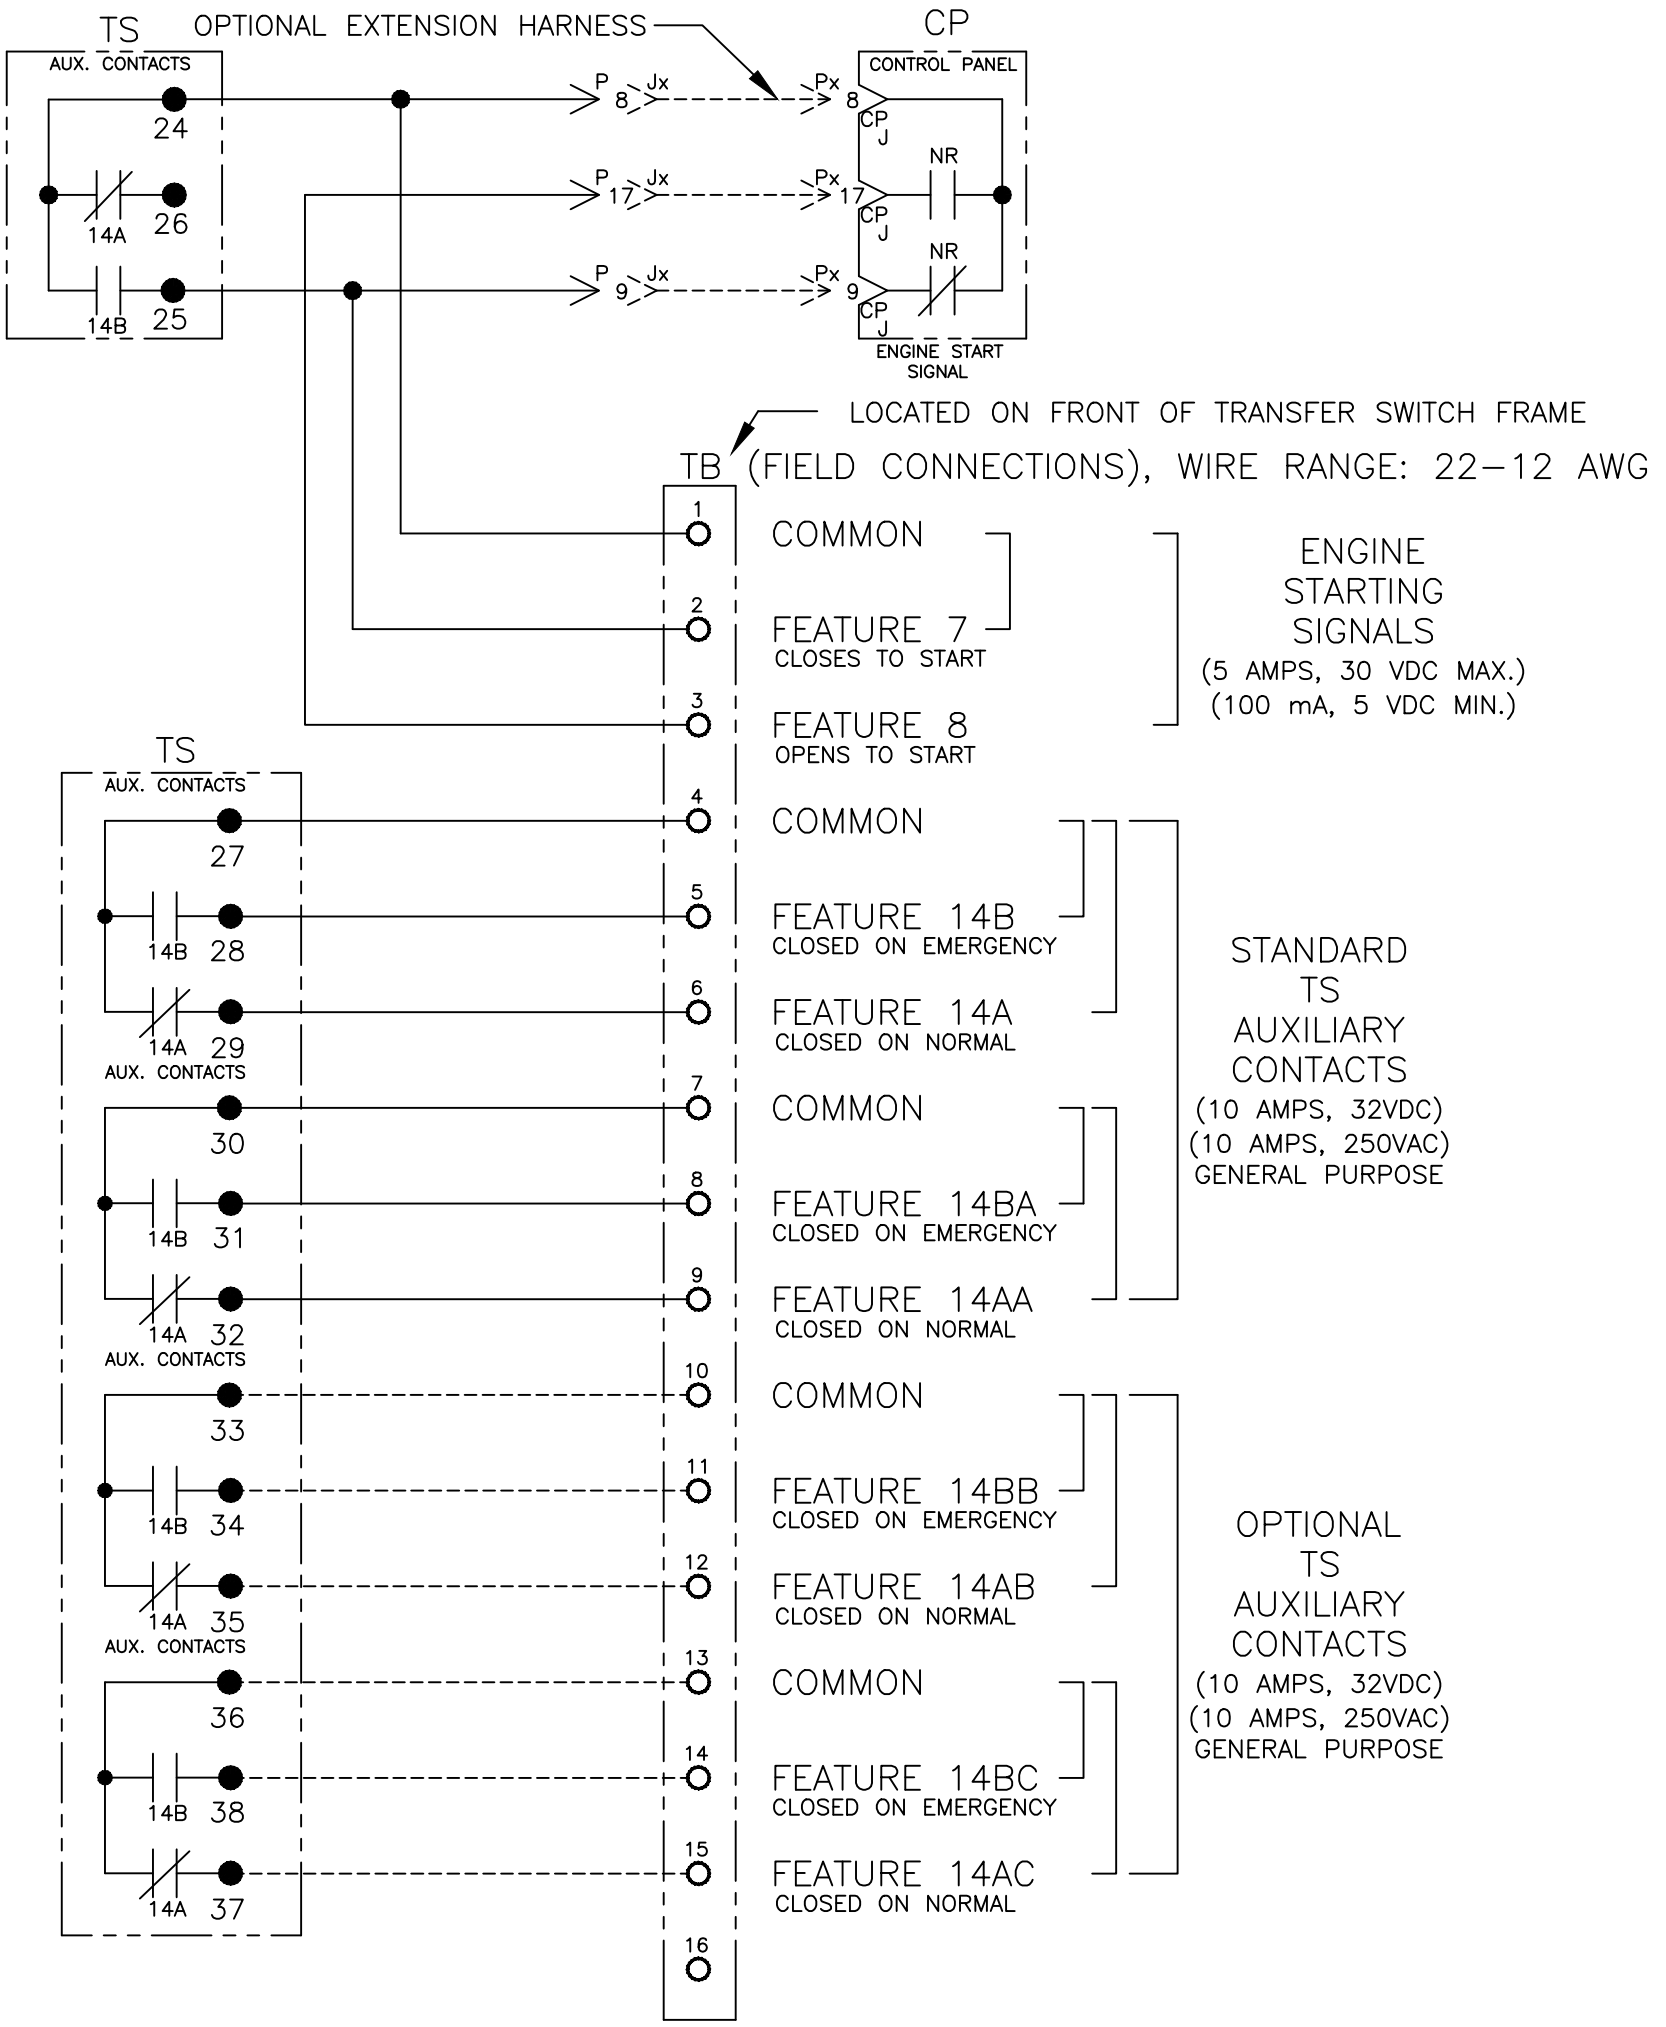 TS
OPTIONAL EXTENSION HARNESS
CP
AUX. CONTACTS
CONTROL PANEL
24
P 8 Jx
Px 8
CP
J
26
14A
P 17 Jx
Px 17
CP
J
NR
25
14B
P 9 Jx
Px 9
CP
J
NR
ENGINE START
SIGNAL
LOCATED ON FRONT OF TRANSFER SWITCH FRAME
TB (FIELD CONNECTIONS), WIRE RANGE: 22-12 AWG
1
COMMON
2
FEATURE 7
CLOSES TO START
3
FEATURE 8
OPENS TO START
ENGINE
STARTING
SIGNALS
(5 AMPS, 30 VDC MAX.)
(100 mA, 5 VDC MIN.)
TS
AUX. CONTACTS
27
4
COMMON
14B 28
5
FEATURE 14B
CLOSED ON EMERGENCY
14A 29
6
FEATURE 14A
CLOSED ON NORMAL
AUX. CONTACTS
30
7
COMMON
14B 31
8
FEATURE 14BA
CLOSED ON EMERGENCY
14A 32
9
FEATURE 14AA
CLOSED ON NORMAL
STANDARD
TS
AUXILIARY
CONTACTS
(10 AMPS, 32VDC)
(10 AMPS, 250VAC)
GENERAL PURPOSE
AUX. CONTACTS
33
10
COMMON
14B 34
11
FEATURE 14BB
CLOSED ON EMERGENCY
14A 35
12
FEATURE 14AB
CLOSED ON NORMAL
AUX. CONTACTS
36
13
COMMON
14B 38
14
FEATURE 14BC
CLOSED ON EMERGENCY
14A 37
15
FEATURE 14AC
CLOSED ON NORMAL
OPTIONAL
TS
AUXILIARY
CONTACTS
(10 AMPS, 32VDC)
(10 AMPS, 250VAC)
GENERAL PURPOSE
16